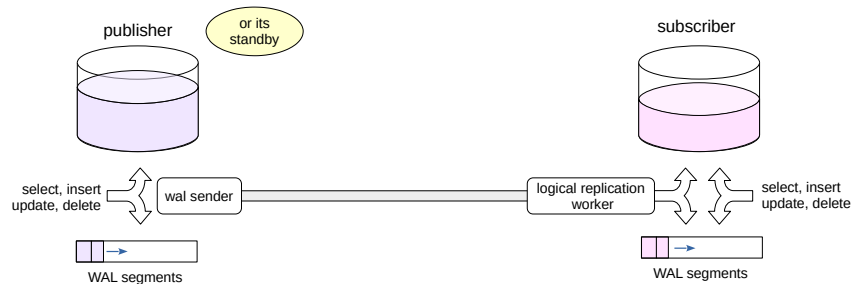 or its
standby
publisher
subscriber
select, insert
update, delete
wal sender
logical replication
worker
select, insert
update, delete
WAL segments
WAL segments